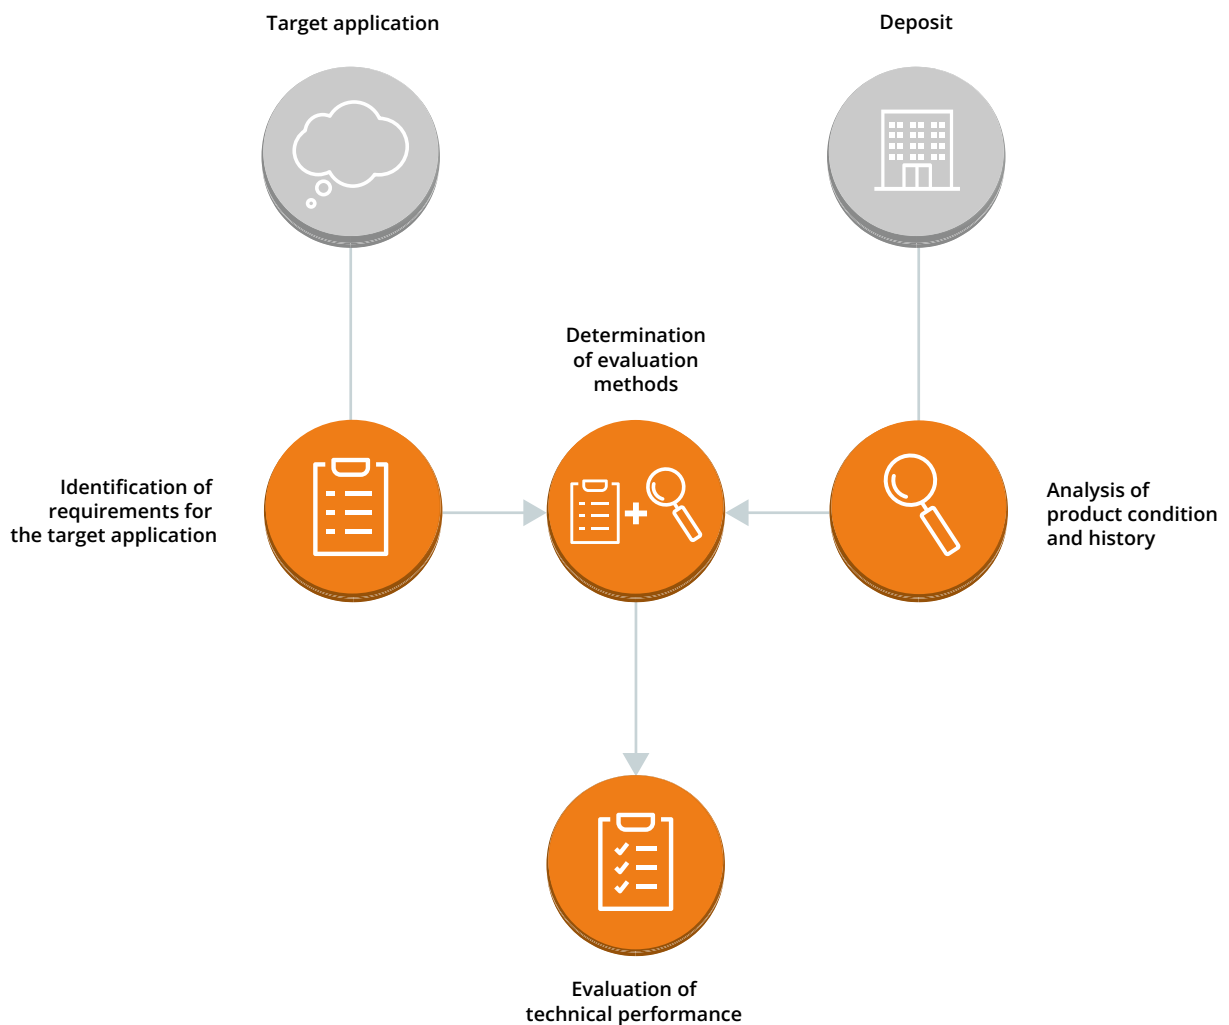 Target application
Deposit
Determination
of evaluation
methods
Identification of
requirements for
the target application
Analysis of
product condition
and history
Evaluation of
technical performance